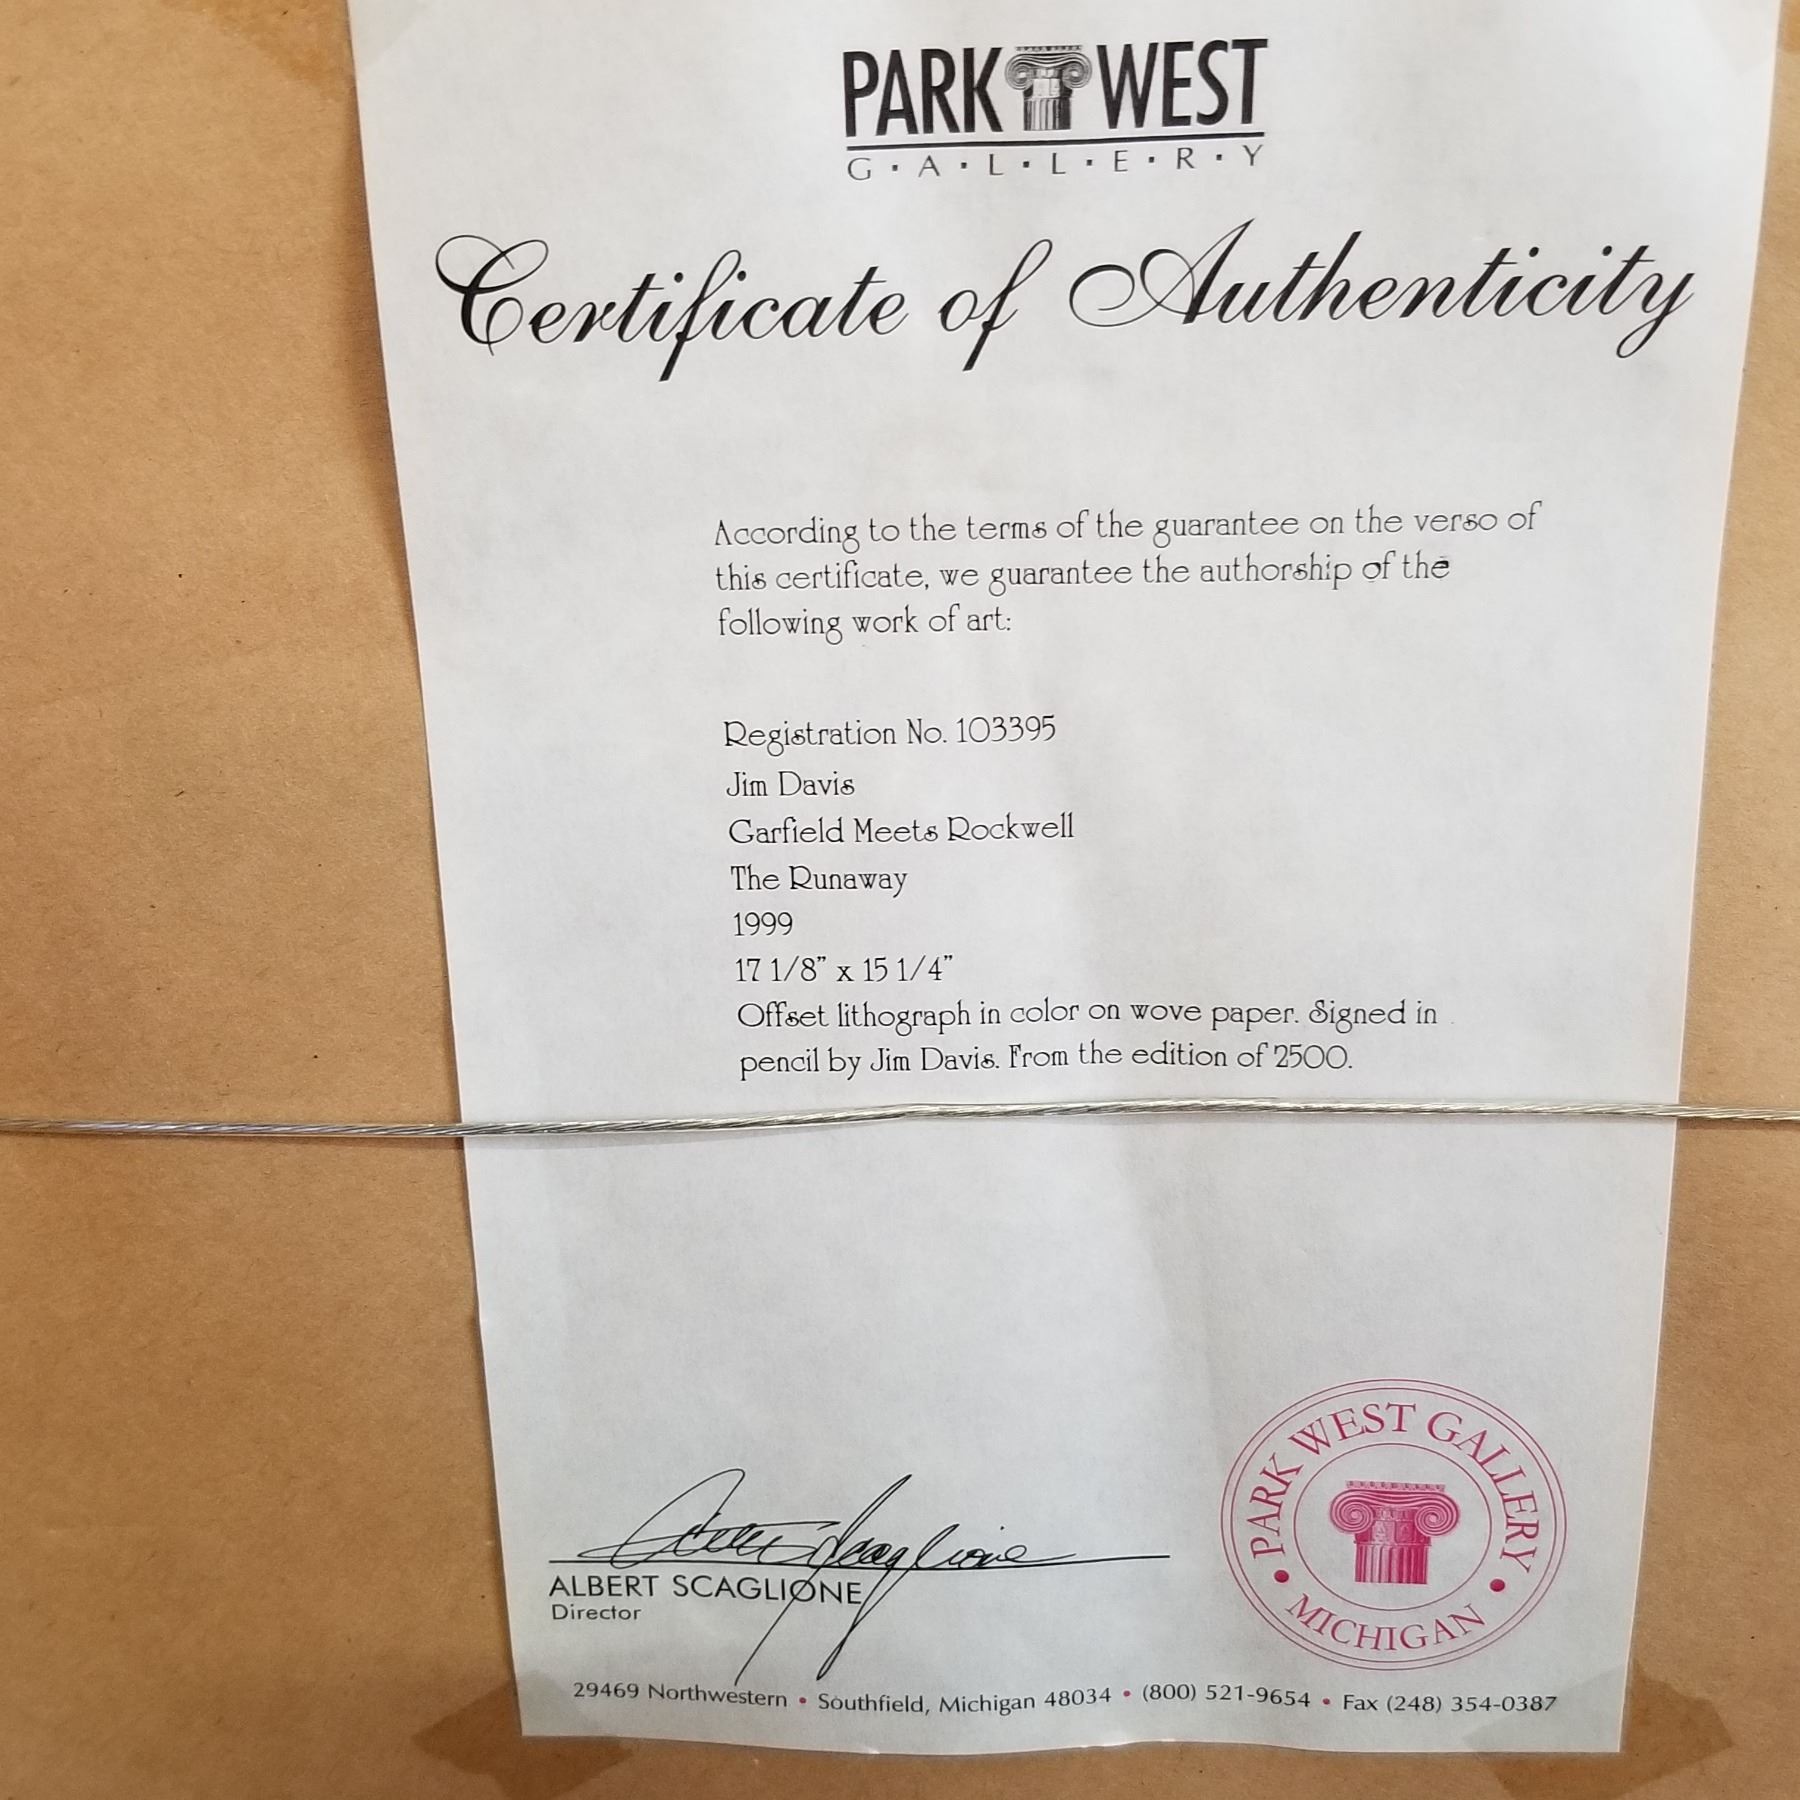 PARK WEST
G·A·L·L·E·R·Y
Certificate of Authenticity
According to the terms of the guarantee on the verso of
this certificate, we guarantee the authorship of the
following work of art:
Registration No. 103395
Jim Davis
Garfield Meets Rockwell
The Runaway
1999
17 1/8” x 15 1/4”
Offset lithograph in color on wove paper. Signed in
pencil by Jim Davis. From the edition of 2500.
Albert Scaglione
ALBERT SCAGLIONE
Director
PARK WEST GALLERY
• MICHIGAN •
29469 Northwestern • Southfield, Michigan 48034 • (800) 521-9654 • Fax (248) 354-0387